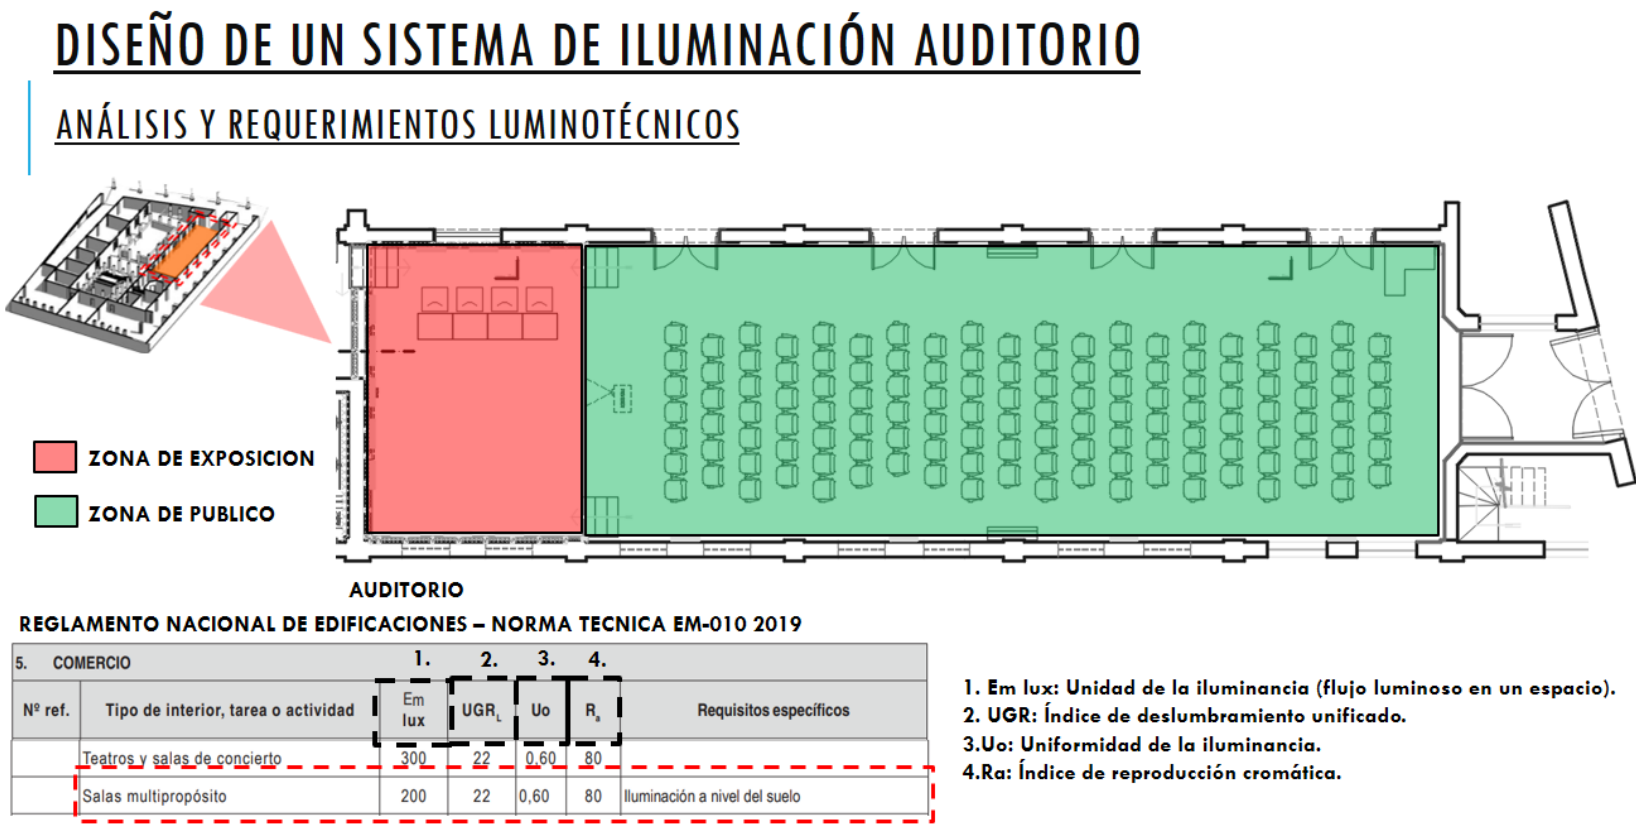 DISEÑO DE UN SISTEMA DE ILUMINACIÓN AUDITORIO
ANÁLISIS Y REQUERIMIENTOS LUMINOTÉCNICOS
ZONA DE EXPOSICION
ZONA DE PUBLICO
AUDITORIO
REGLAMENTO NACIONAL DE EDIFICACIONES – NORMA TECNICA EM-010 2019
5. COMERCIO 1. 2. 3. 4.
Nº ref. Tipo de interior, tarea o actividad Em lux UGRL Uo Ra Requisitos específicos
Teatros y salas de concierto 300 22 0,60 80
Salas multipropósito 200 22 0,60 80 Iluminación a nivel del suelo
1. Em lux: Unidad de la iluminancia (flujo luminoso en un espacio).
2. UGR: Índice de deslumbramiento unificado.
3.Uo: Uniformidad de la iluminancia.
4.Ra: Índice de reproducción cromática.